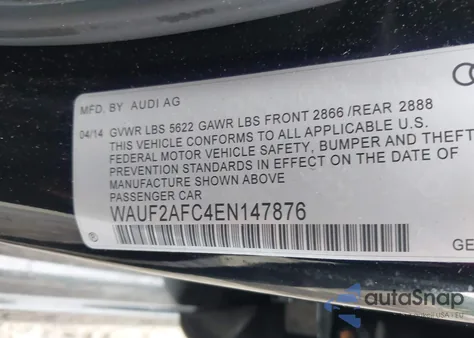 MFD. BY AUDI AG
04/14 GVWR LBS 5622 GAWR LBS FRONT 2866 /REAR 2888
THIS VEHICLE CONFORMS TO ALL APPLICABLE U.S.
FEDERAL MOTOR VEHICLE SAFETY, BUMPER AND THEFT
STANDARDS IN EFFECT ON THE DATE OF
MANUFACTURE SHOWN ABOVE
PASSENGER CAR
WAUF2AFC4EN147876
®
GE
autoSnap